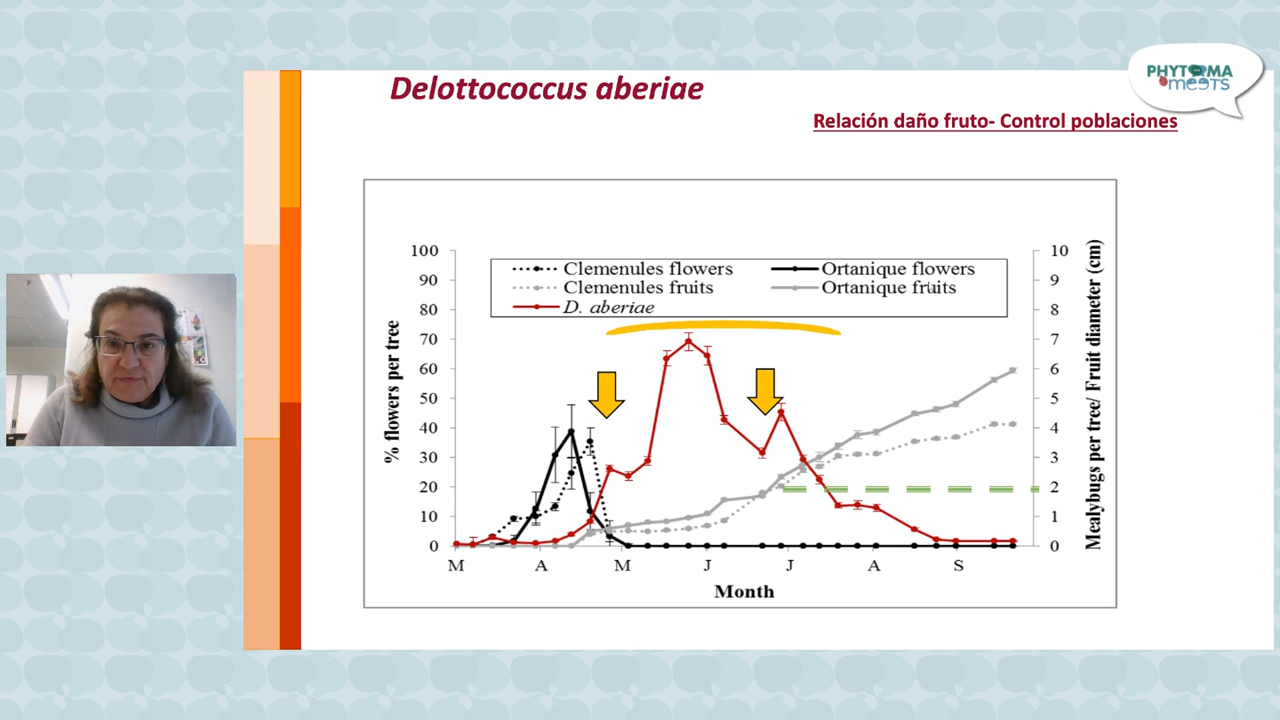 Delottococcus aberiae
PHYTOMA
meets
Relación daño fruto- Control poblaciones
% flowers per tree
100
90
80
70
60
50
40
30
20
10
0
Clemenules flowers
Ortanique flowers
Clemenules fruits
Ortanique fruits
D. aberiae
10
9
8
7
6
5
4
3
2
1
0
Mealybugs per tree/ Fruit diameter (cm)
M A M J J A S
Month